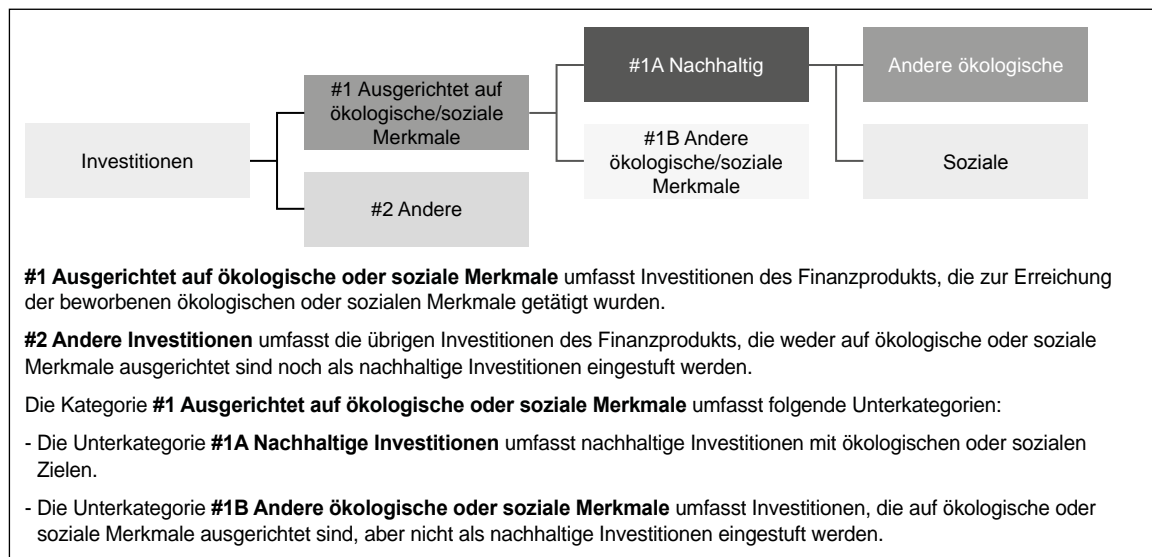 Investitionen
#1 Ausgerichtet auf
ökologische/soziale
Merkmale
#2 Andere
#1A Nachhaltig
#1B Andere
ökologische/soziale
Merkmale
Andere ökologische
Soziale
#1 Ausgerichtet auf ökologische oder soziale Merkmale umfasst Investitionen des Finanzprodukts, die zur Erreichung
der beworbenen ökologischen oder sozialen Merkmale getätigt wurden.
#2 Andere Investitionen umfasst die übrigen Investitionen des Finanzprodukts, die weder auf ökologische oder soziale
Merkmale ausgerichtet sind noch als nachhaltige Investitionen eingestuft werden.
Die Kategorie #1 Ausgerichtet auf ökologische oder soziale Merkmale umfasst folgende Unterkategorien:
- Die Unterkategorie #1A Nachhaltige Investitionen umfasst nachhaltige Investitionen mit ökologischen oder sozialen
Zielen.
- Die Unterkategorie #1B Andere ökologische oder soziale Merkmale umfasst Investitionen, die auf ökologische oder
soziale Merkmale ausgerichtet sind, aber nicht als nachhaltige Investitionen eingestuft werden.